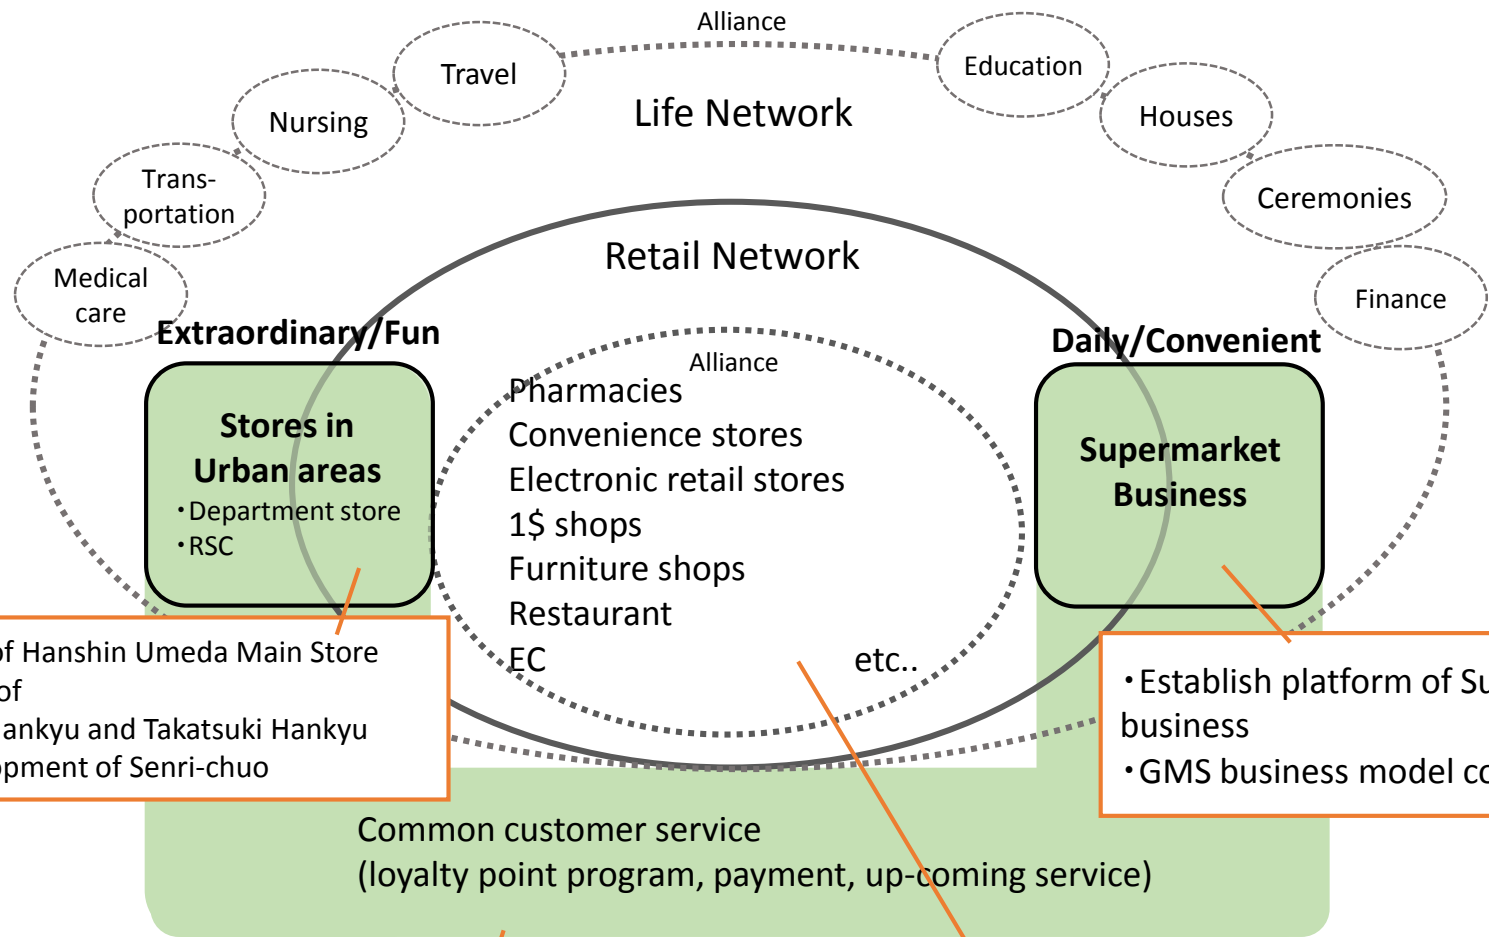 Alliance
Travel
Education
Life Network
Nursing
Houses
Trans-
portation
Ceremonies
Retail Network
Medical
care
Finance
Extraordinary/Fun
Daily/Convenient
Alliance
Stores in
Urban areas
・Department store
・RSC
Pharmacies
Convenience stores
Electronic retail stores
1$ shops
Furniture shops
Restaurant
EC etc..
Supermarket
Business
of Hanshin Umeda Main Store
of
ankyu and Takatsuki Hankyu
opment of Senri-chuo
・Establish platform of Su
business
・GMS business model co
Common customer service
(loyalty point program, payment, up-coming service)